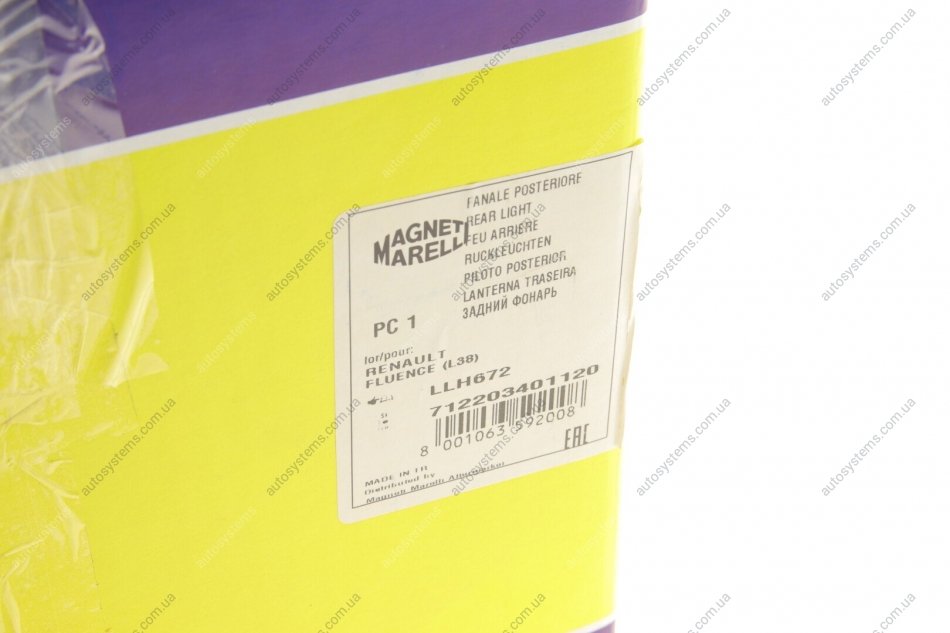 MAGNETI
MARELLI
FANALE POSTERIORE
REAR LIGHT
FEU ARRIERE
RUCKLEUCHTEN
PILOTO POSTERIOR
LANTERNA TRASEIRA
ЗАДНИЙ ФОНАРЬ
PC 1
for/pour:
RENAULT
FLUENCE (L38)
LLH672
712203401120
8 001063 592008
EAC
MADE IN TR
Distributed by
Magneti Marelli
autosystems.com.ua